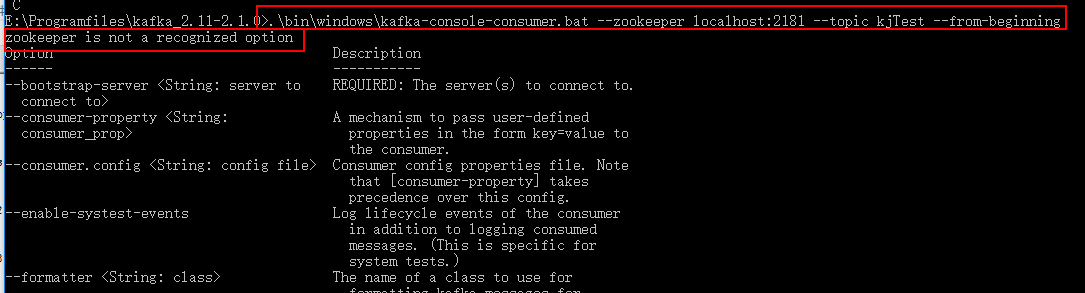 C
E:\Programfiles\kafka_2.11-2.1.0>.\bin\windows\kafka-console-consumer.bat --zookeeper localhost:2181 --topic kjTest --from-beginning
zookeeper is not a recognized option
Option Description
------ -----------
--bootstrap-server <String: server to REQUIRED: The server(s) to connect to.
connect to>
--consumer-property <String: A mechanism to pass user-defined
consumer_prop> properties in the form key=value to
the consumer.
--consumer.config <String: config file> Consumer config properties file. Note
that [consumer-property] takes
precedence over this config.
--enable-systest-events Log lifecycle events of the consumer
in addition to logging consumed
messages. (This is specific for
system tests.)
--formatter <String: class> The name of a class to use for
formatting kafka messages for